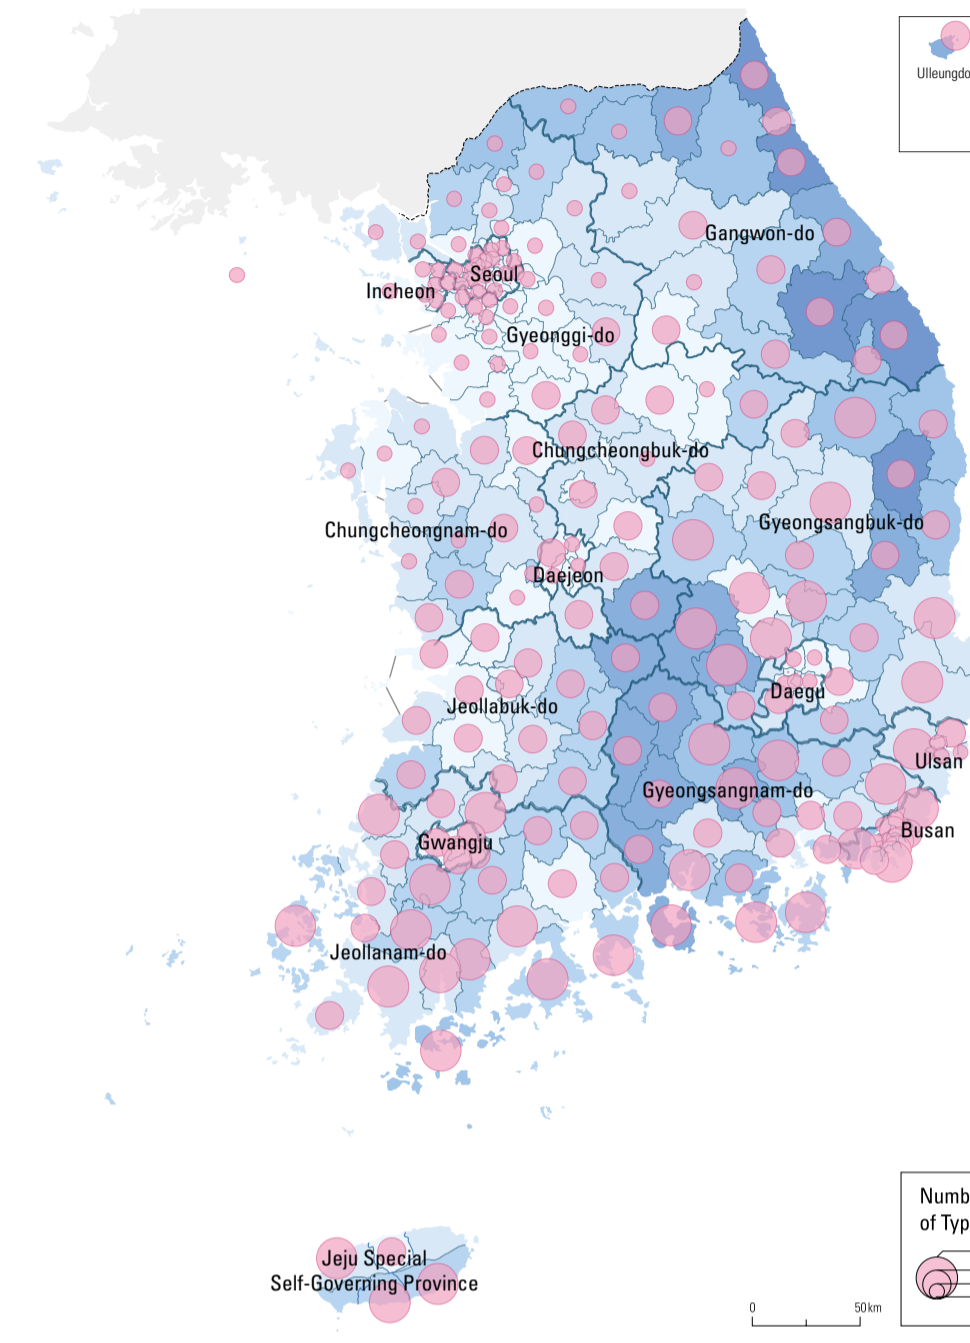 Ulleungdo
Gangwon-do
Seoul
Incheon
Gyeonggi-do
Chungcheongbuk-do
Gyeongsangbuk-do
Chungcheongnam-do
Daejeon
Daegu
Jeollabuk-do
Ulsan
Gyeongsangnam-do
Busan
Gwangju
Jeollanam-do
Numb
of Typ
Jeju Special
Self-Governing Province
0 50km